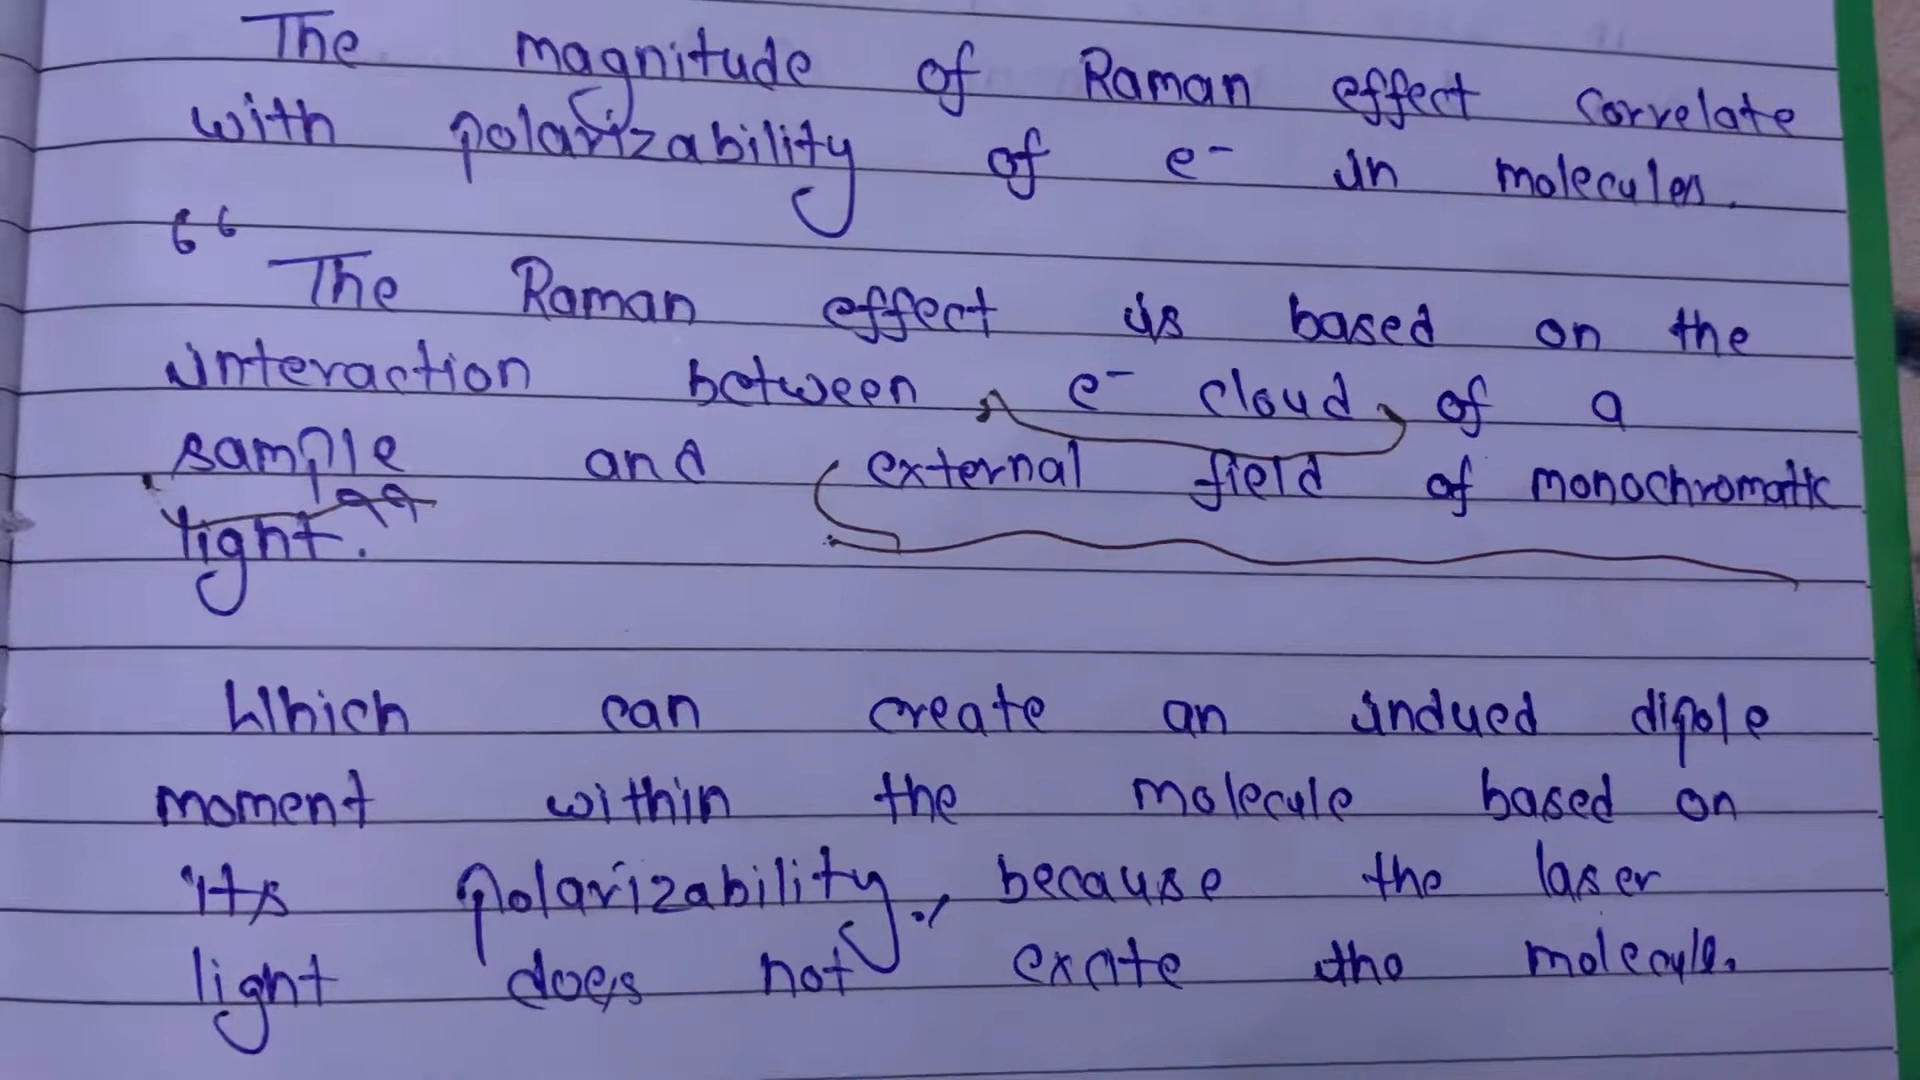 The magnitude of Raman effect correlate
with polarizability of e⁻ in molecules.
“ The Raman effect is based on the
interaction between e⁻ cloud of a
sample and external field of monochromatic
light. ”
Which can create an indued dipole
moment within the molecule based on
its polarizability, because the laser
light does not excite the molecule.